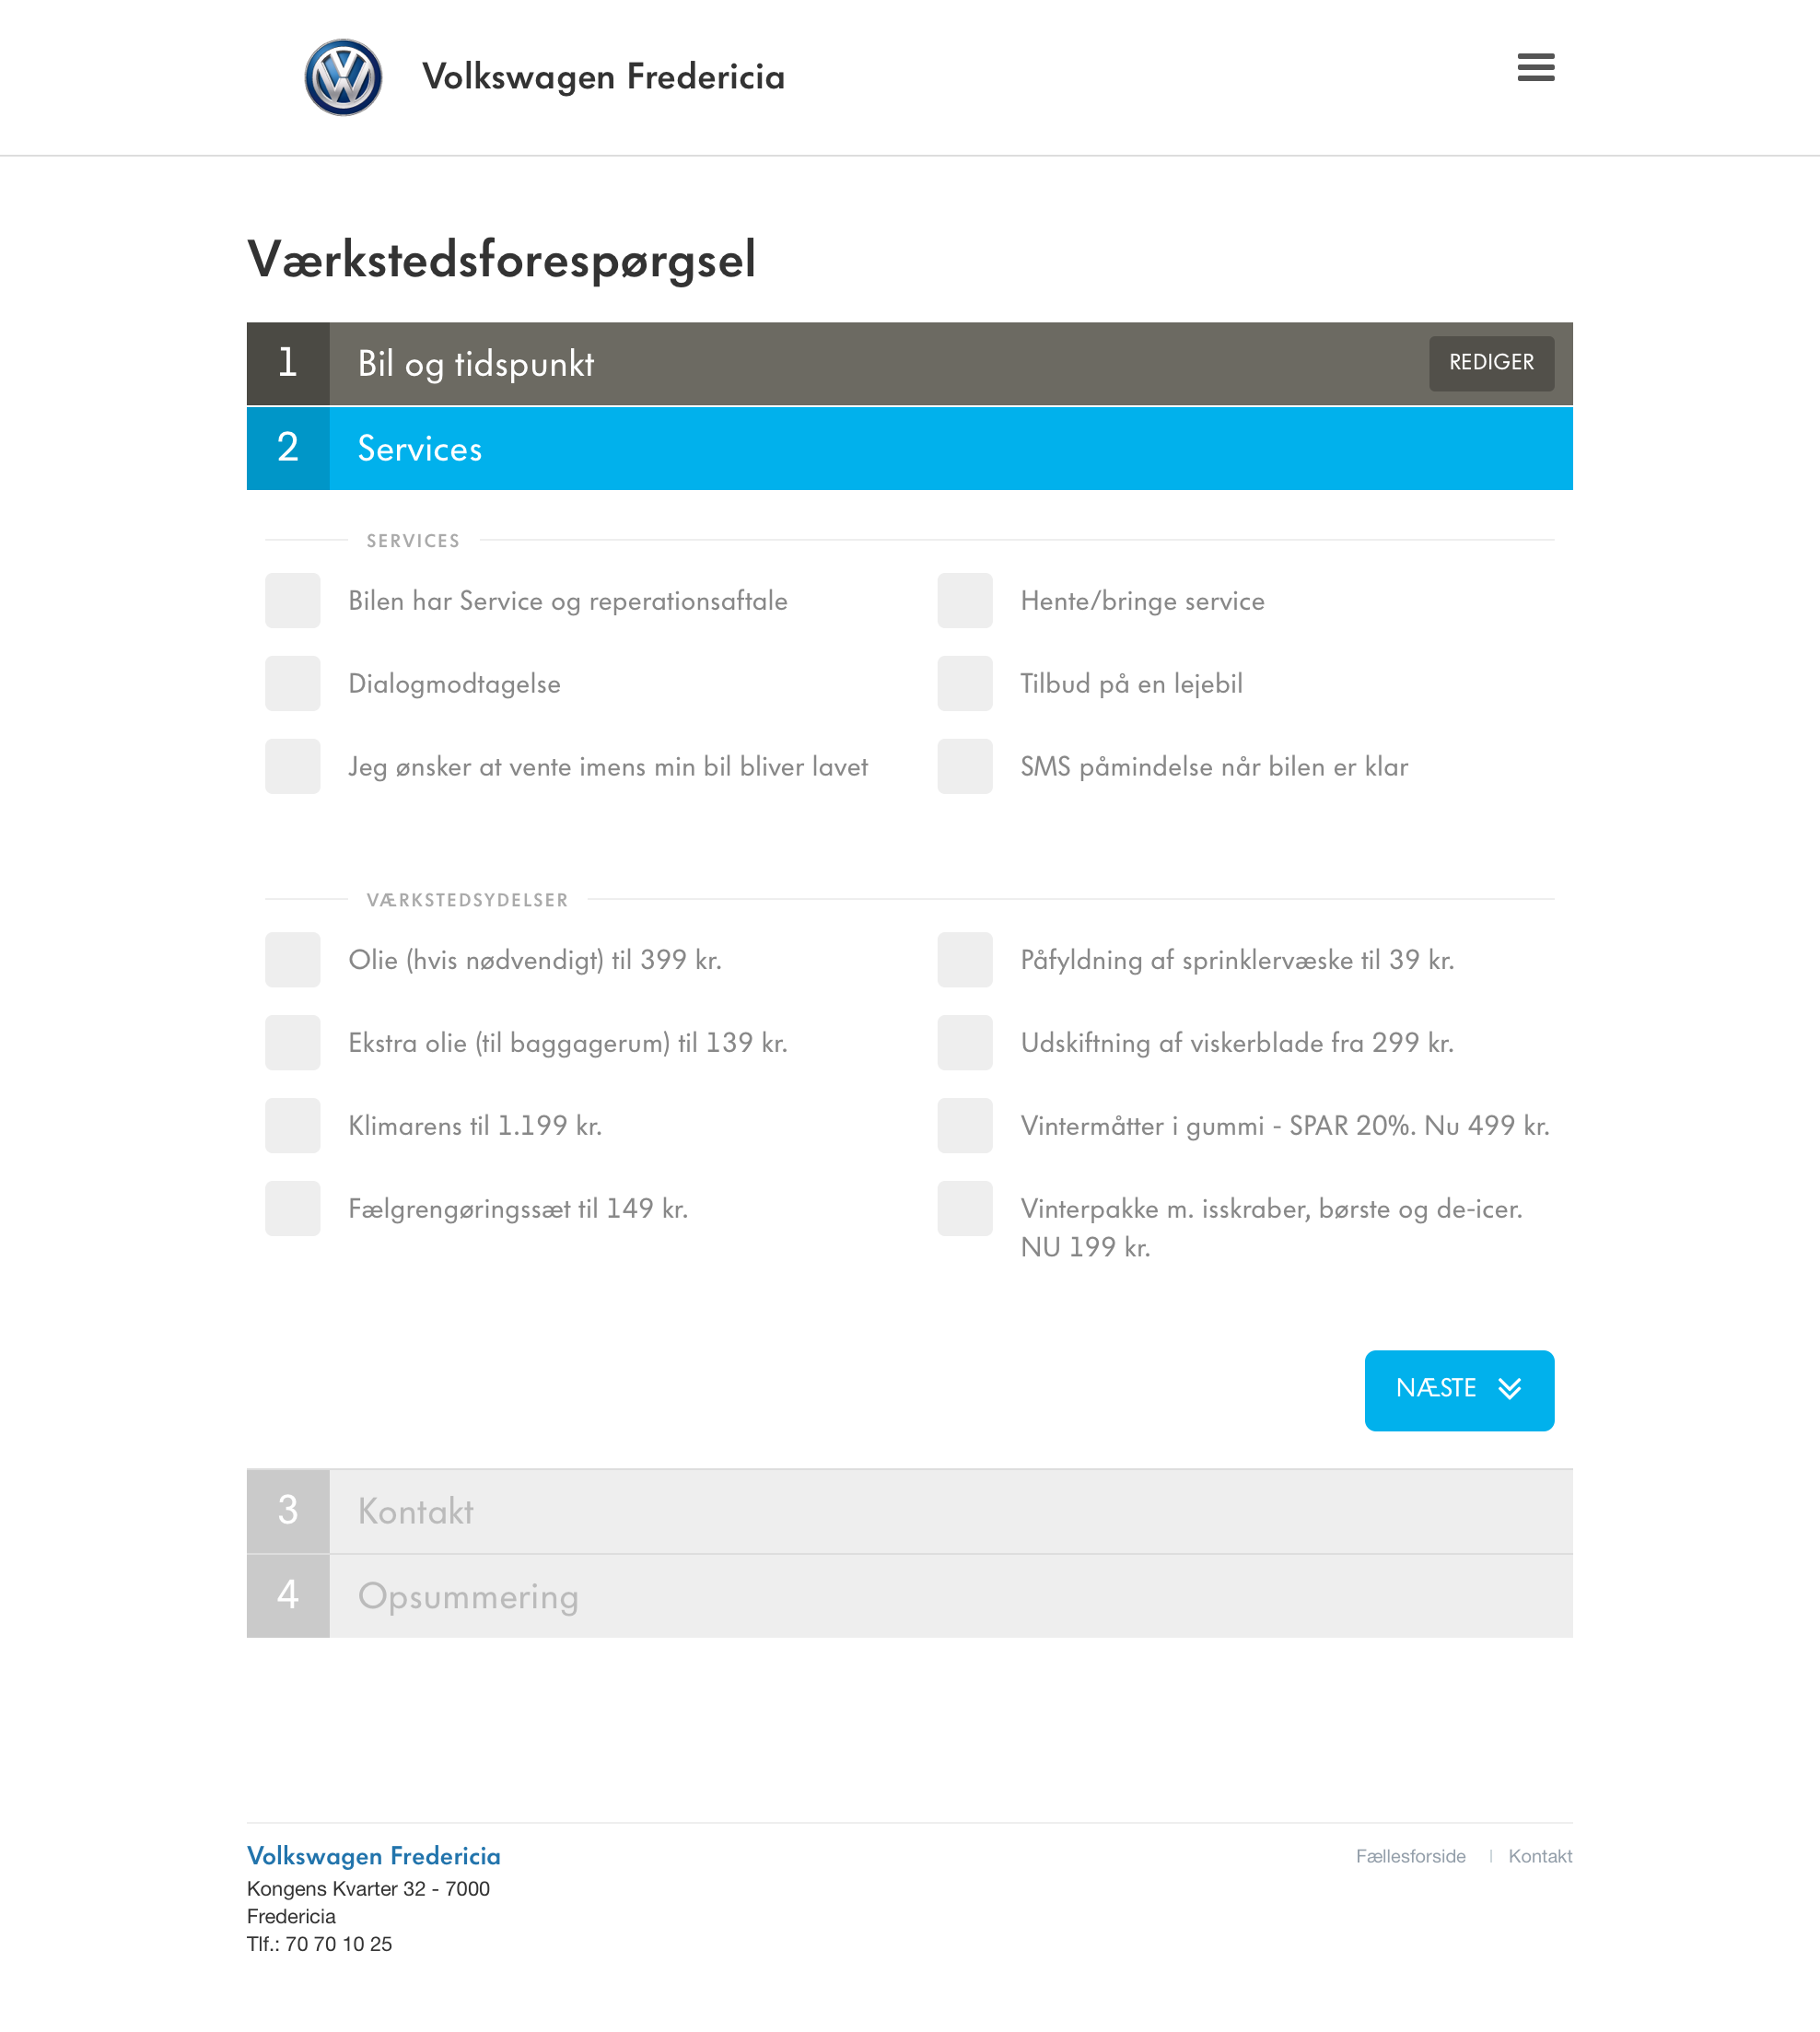 Volkswagen Fredericia
Værkstedsforespørgsel
1 Bil og tidspunkt REDIGER
2 Services
SERVICES
Bilen har Service og reperationsaftale
Hente/bringe service
Dialogmodtagelse
Tilbud på en lejebil
Jeg ønsker at vente imens min bil bliver lavet
SMS påmindelse når bilen er klar
VÆRKSTEDSYDELSER
Olie (hvis nødvendigt) til 399 kr.
Påfyldning af sprinklervæske til 39 kr.
Ekstra olie (til baggagerum) til 139 kr.
Udskiftning af viskerblade fra 299 kr.
Klimarens til 1.199 kr.
Vintermåtter i gummi - SPAR 20%. Nu 499 kr.
Fælgrengøringssæt til 149 kr.
Vinterpakke m. isskraber, børste og de-icer.
NU 199 kr.
NÆSTE
3 Kontakt
4 Opsummering
Volkswagen Fredericia
Kongens Kvarter 32 - 7000
Fredericia
Tlf.: 70 70 10 25
Fællesforside | Kontakt